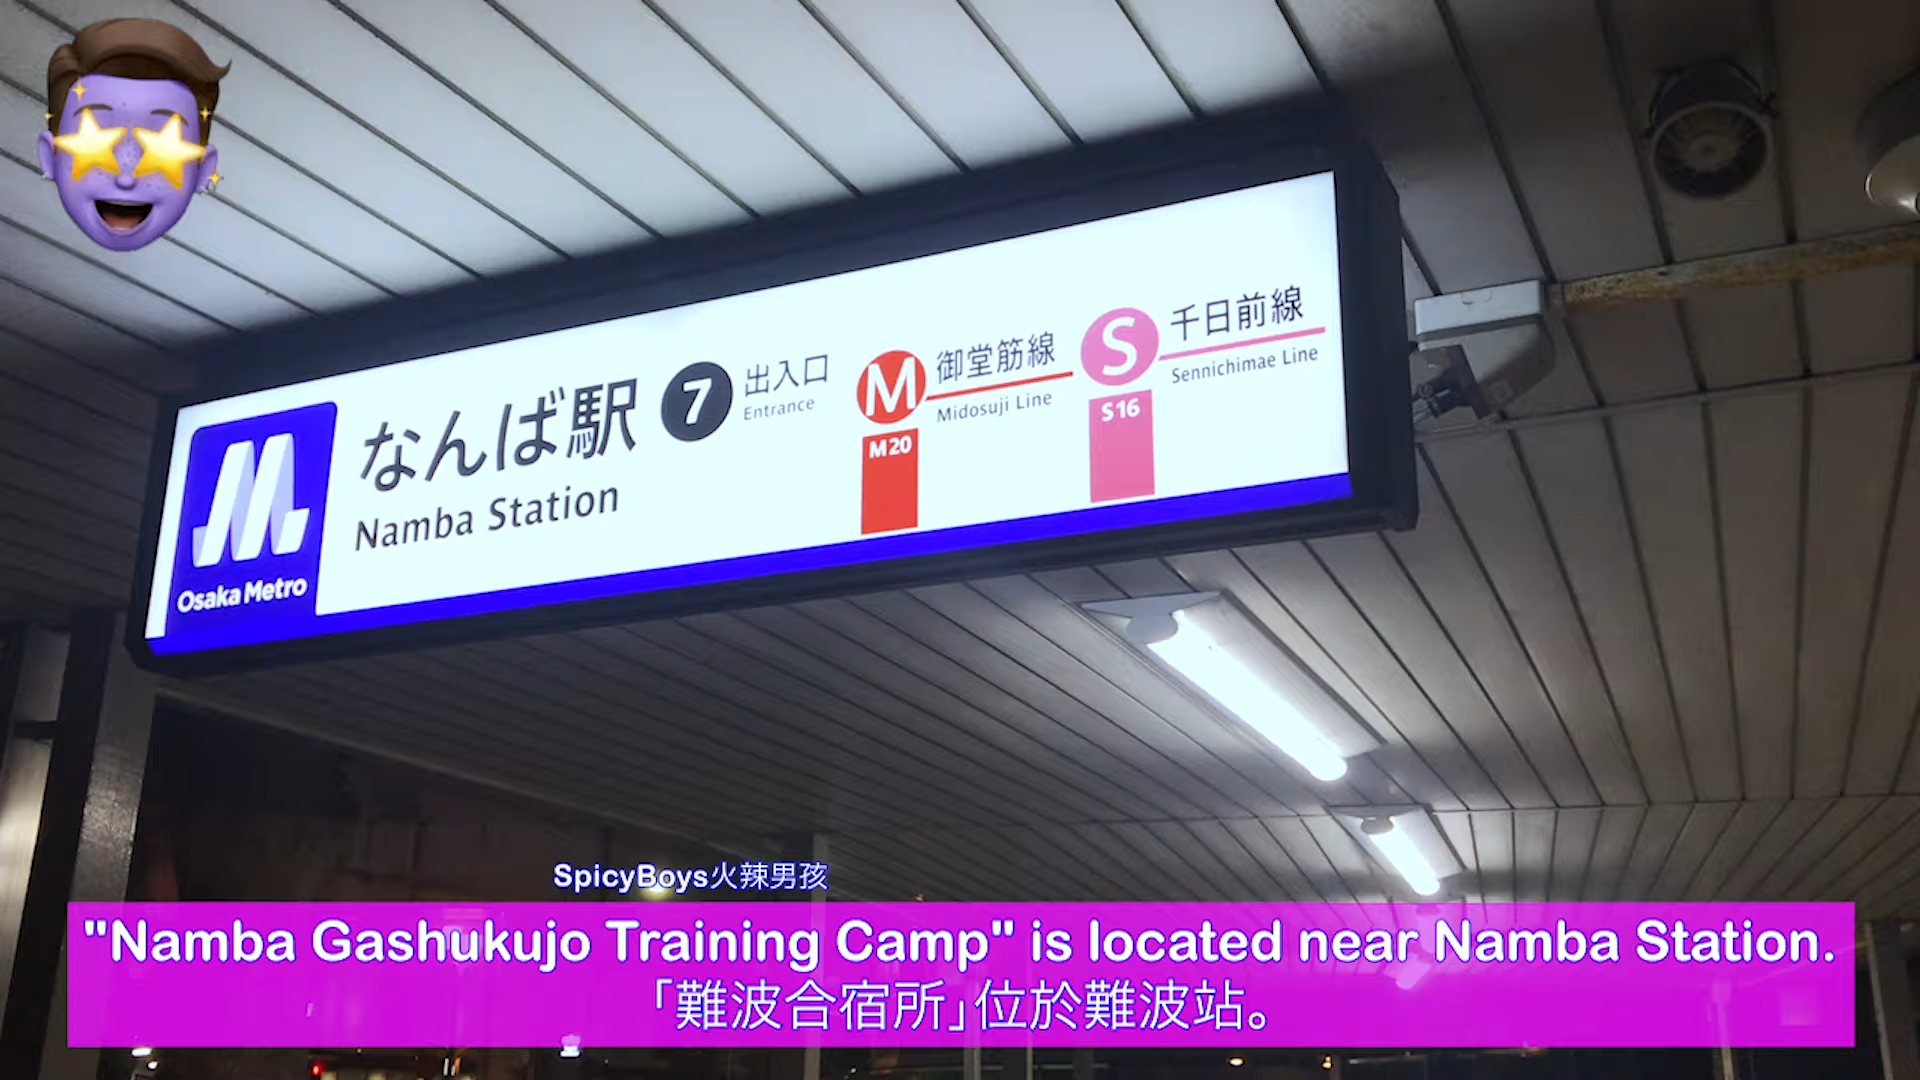 なんば駅
Namba Station
7
出入口
Entrance
M
御堂筋線
Midosuji Line
M20
S
千日前線
Sennichimae Line
S16
Osaka Metro
SpicyBoys火辣男孩
"Namba Gashukujo Training Camp" is located near Namba Station.
「難波合宿所」位於難波站。